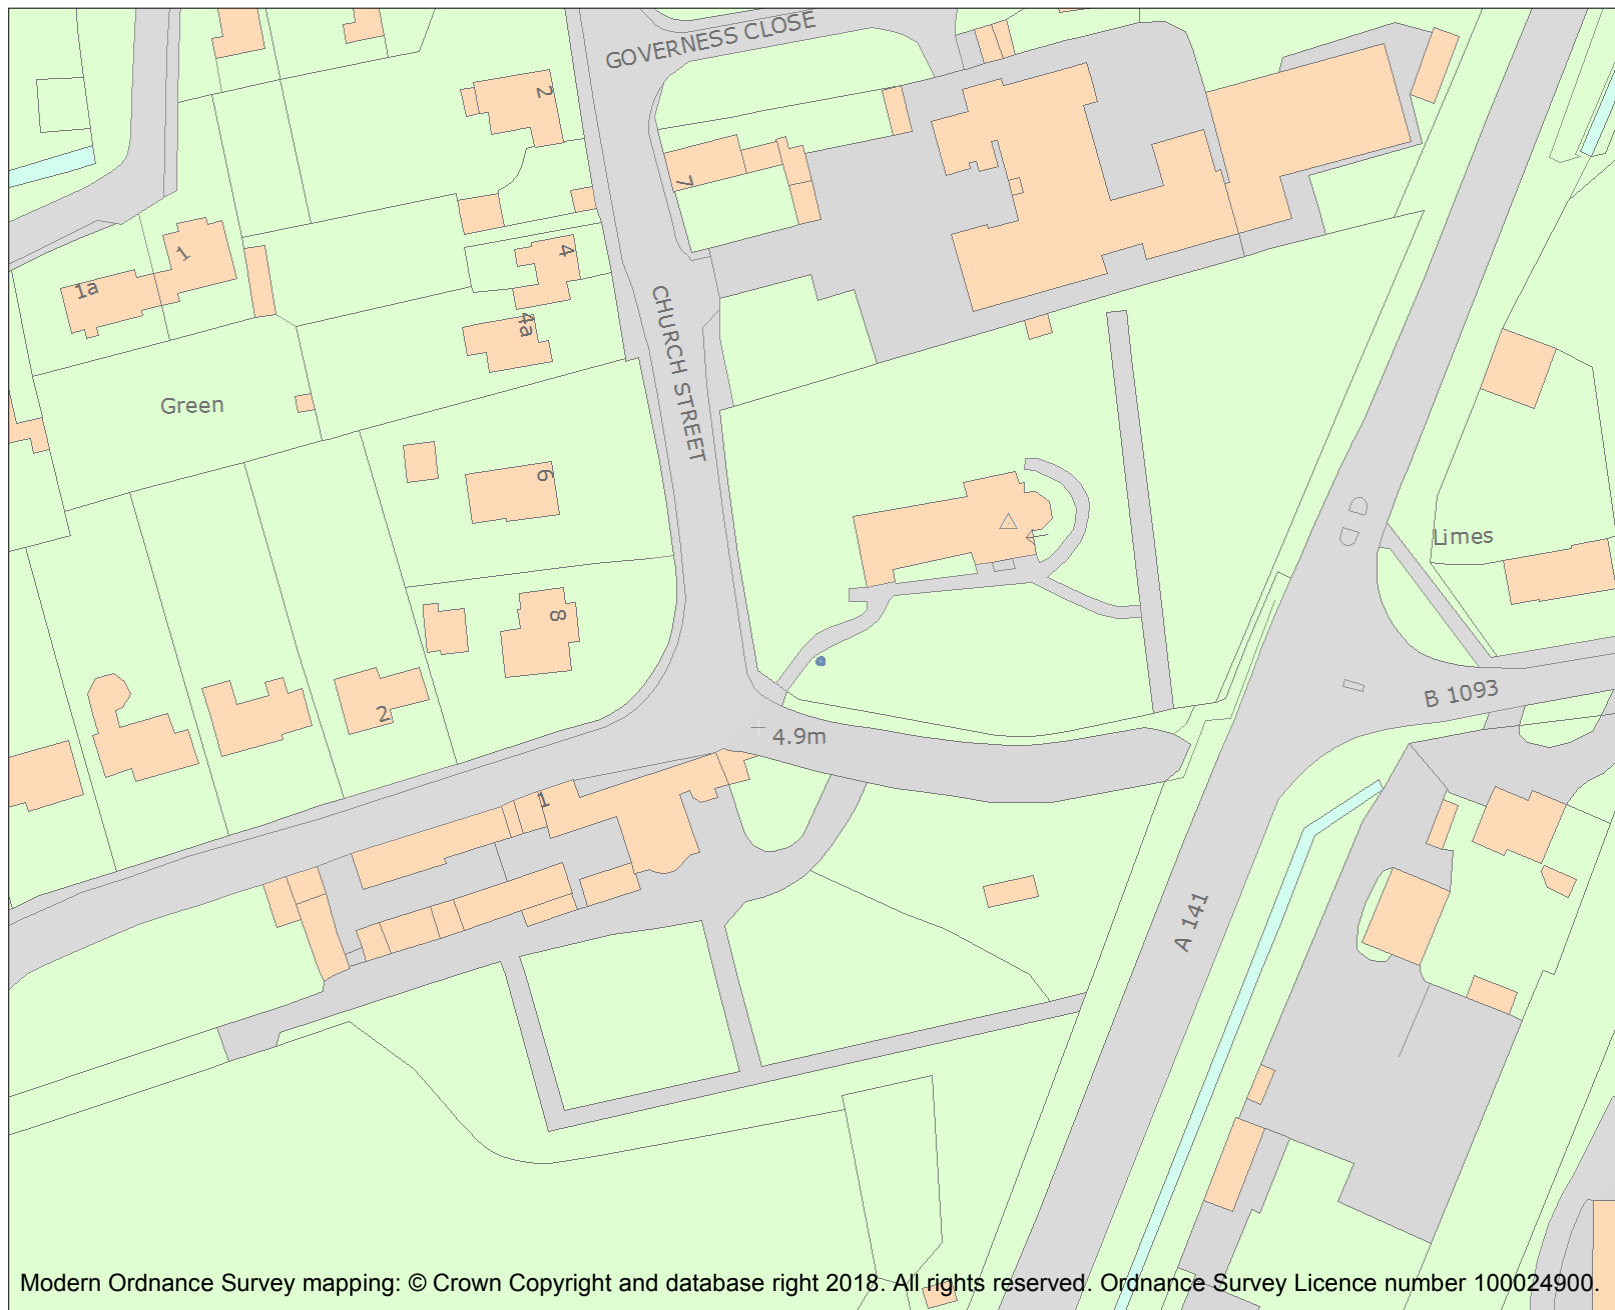 GOVERNESS CLOSE
2
7
1
4
1a
4a
CHURCH STREET
Green
6
Limes
8
B 1093
2
4.9m
1
A 141
Modern Ordnance Survey mapping: © Crown Copyright and database right 2018. All rights reserved. Ordnance Survey Licence number 100024900.